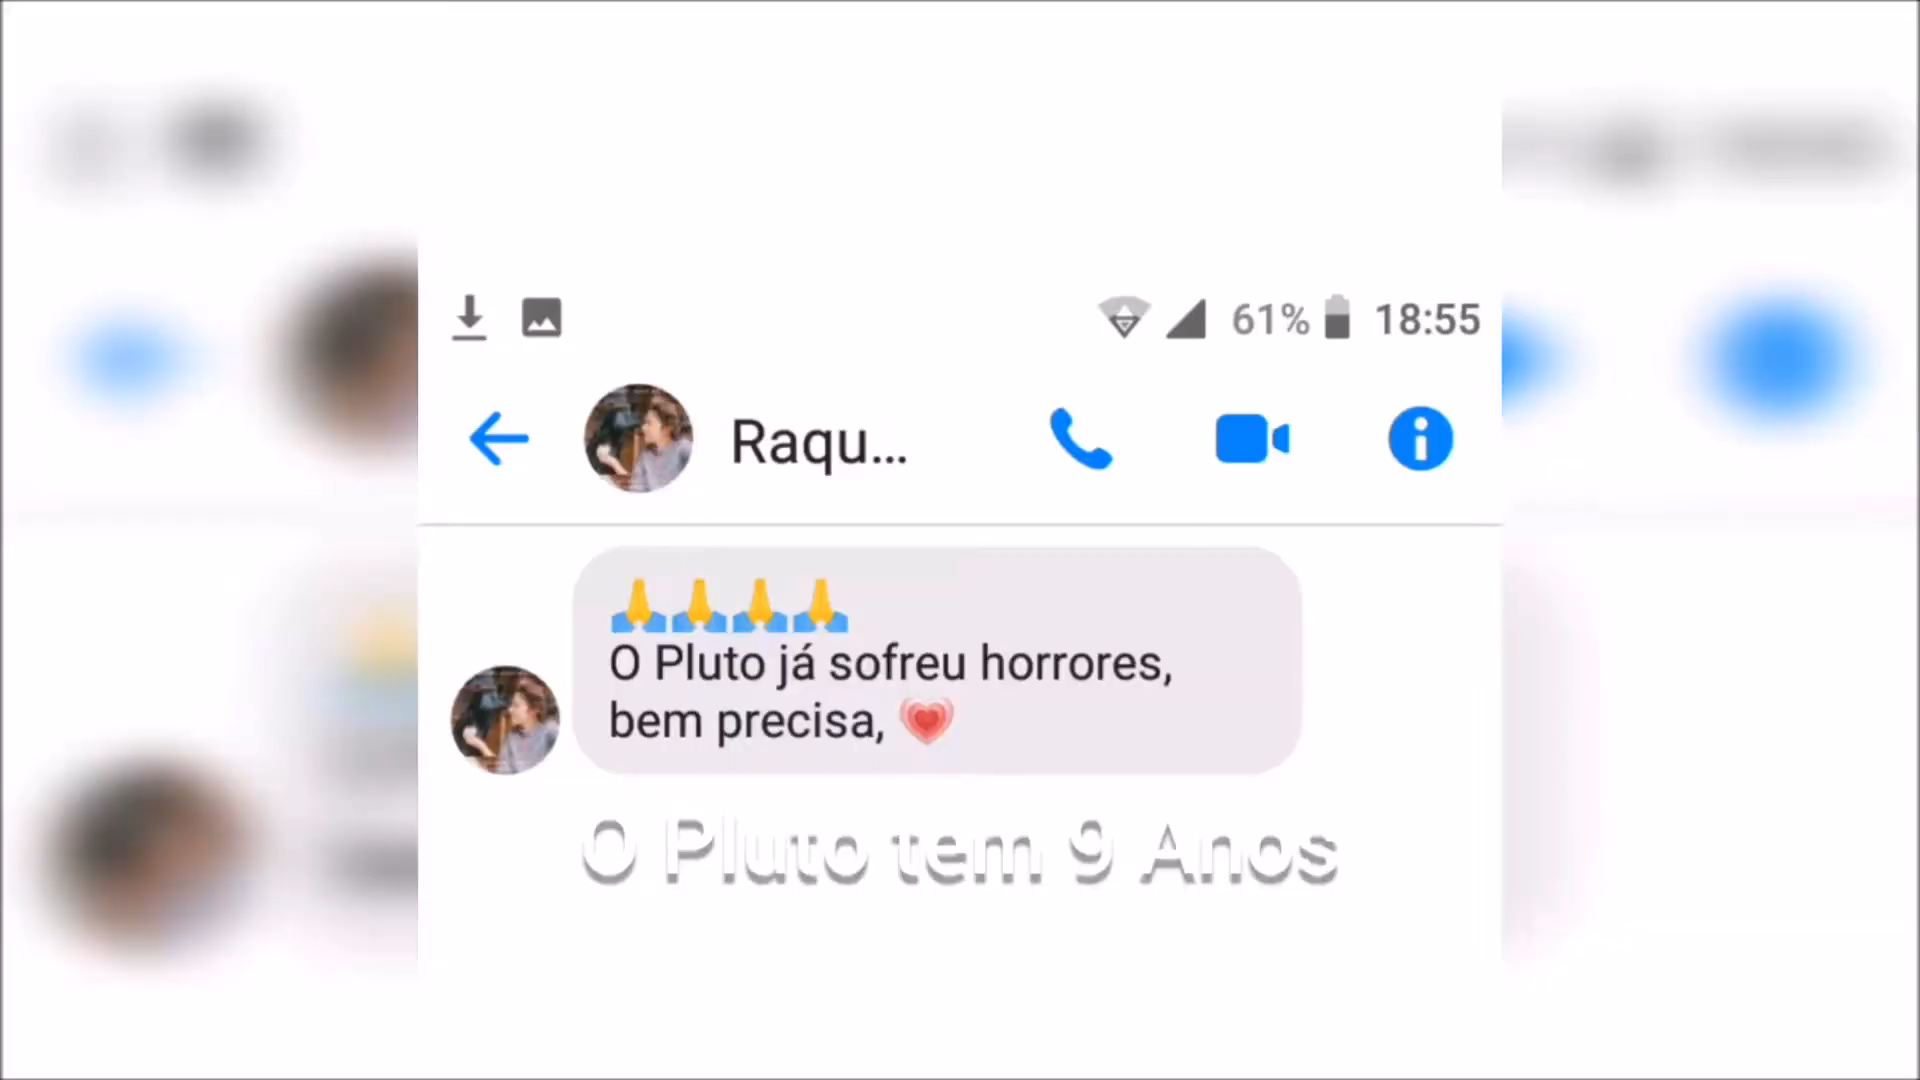 61% 18:55
Raqu...
🙏🙏🙏🙏
O Pluto já sofreu horrores,
bem precisa, 💗
O Pluto tem 9 Anos